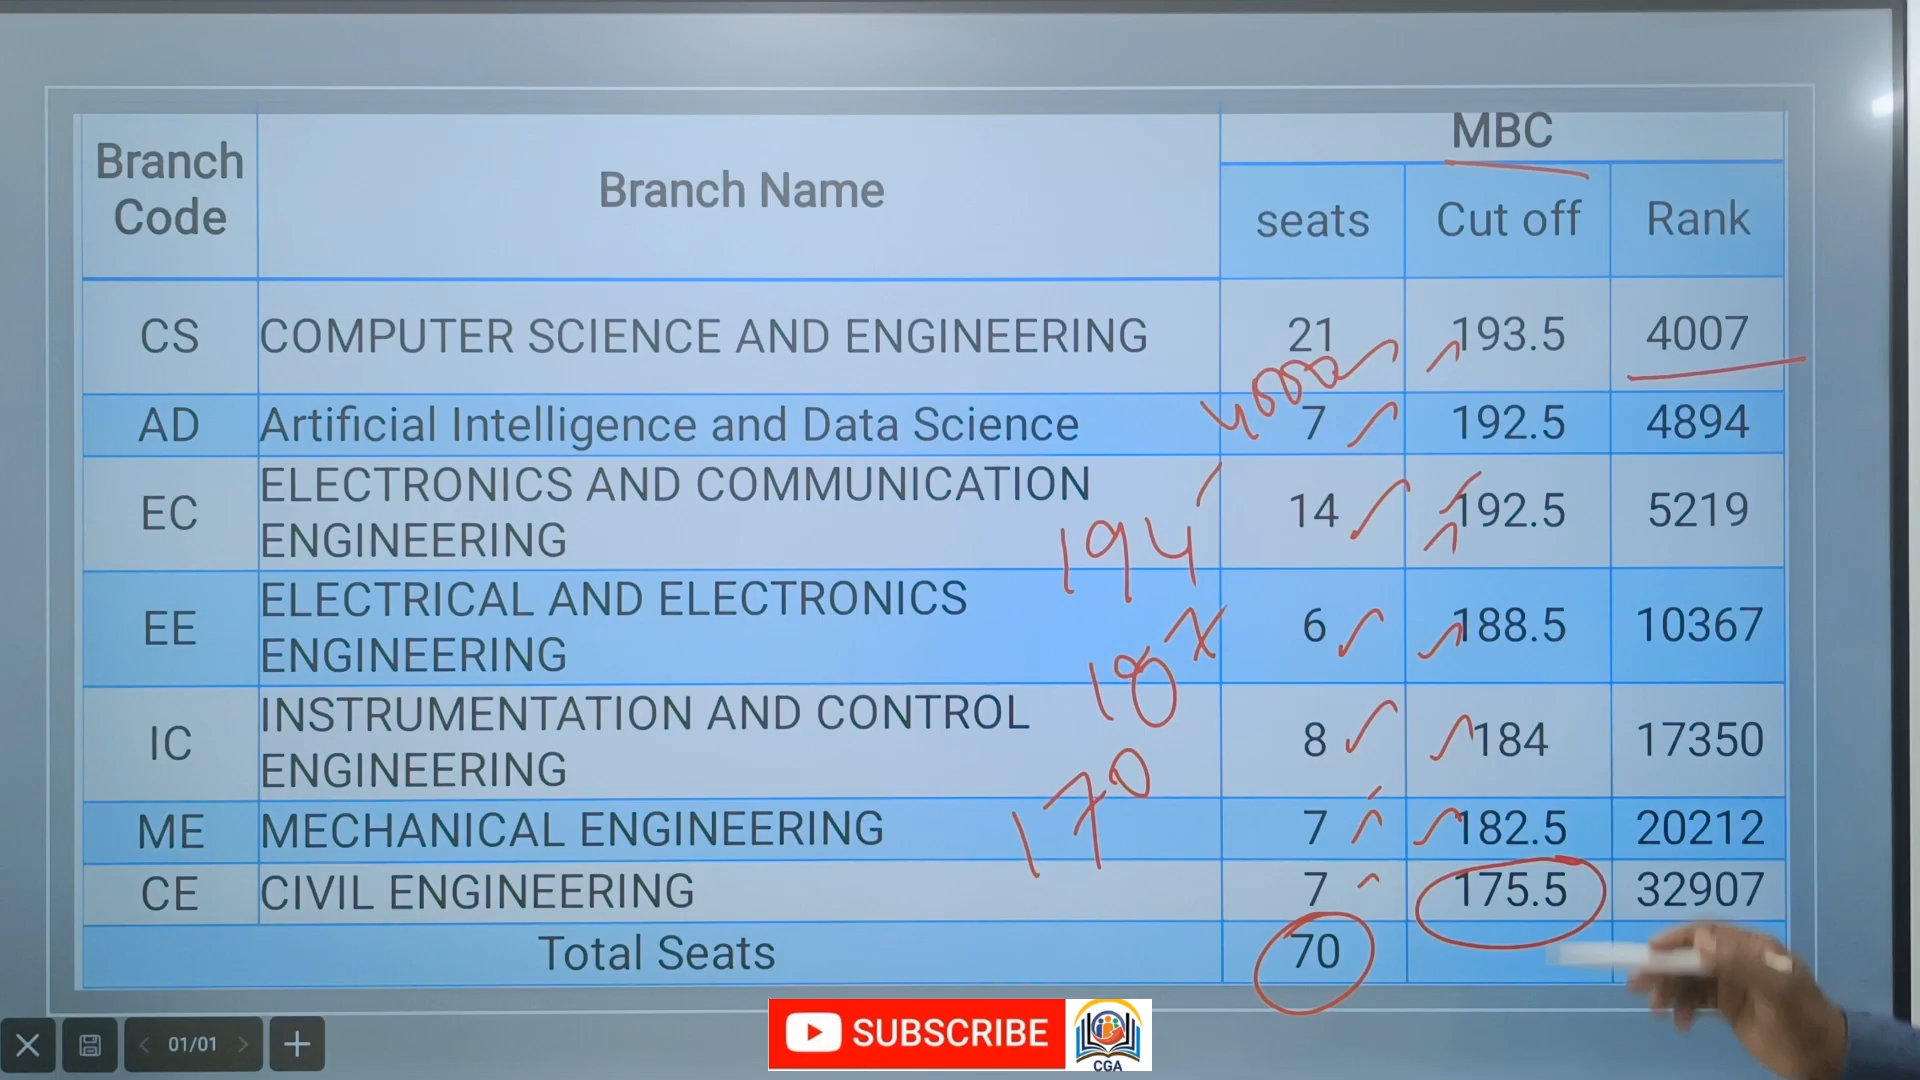 MBC
Branch Code
Branch Name
seats
Cut off
Rank
CS
COMPUTER SCIENCE AND ENGINEERING
21
193.5
4007
4000
AD
Artificial Intelligence and Data Science
7
192.5
4894
EC
ELECTRONICS AND COMMUNICATION
ENGINEERING
14
192.5
5219
194
EE
ELECTRICAL AND ELECTRONICS
ENGINEERING
6
188.5
10367
IC
INSTRUMENTATION AND CONTROL
ENGINEERING
8
184
17350
170
ME
MECHANICAL ENGINEERING
7
182.5
20212
CE
CIVIL ENGINEERING
7
175.5
32907
Total Seats
70
01/01
SUBSCRIBE
CGA